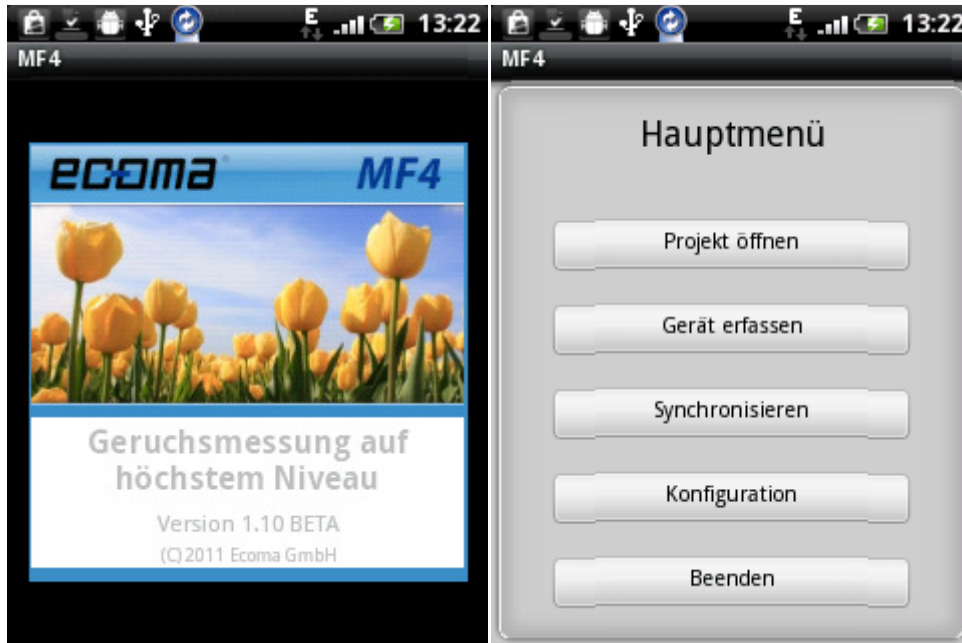 E 13:22
MF4
ecoma® MF4
Geruchsmessung auf
höchstem Niveau
Version 1.10 BETA
(C)2011 Ecoma GmbH
E 13:22
MF4
Hauptmenü
Projekt öffnen
Gerät erfassen
Synchronisieren
Konfiguration
Beenden